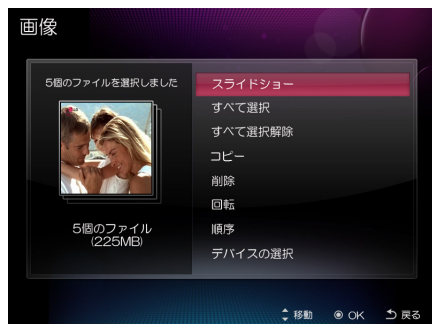 画像
5個のファイルを選択しました
5個のファイル
(225MB)
スライドショー
すべて選択
すべて選択解除
コピー
削除
回転
順序
デバイスの選択
移動 OK 戻る